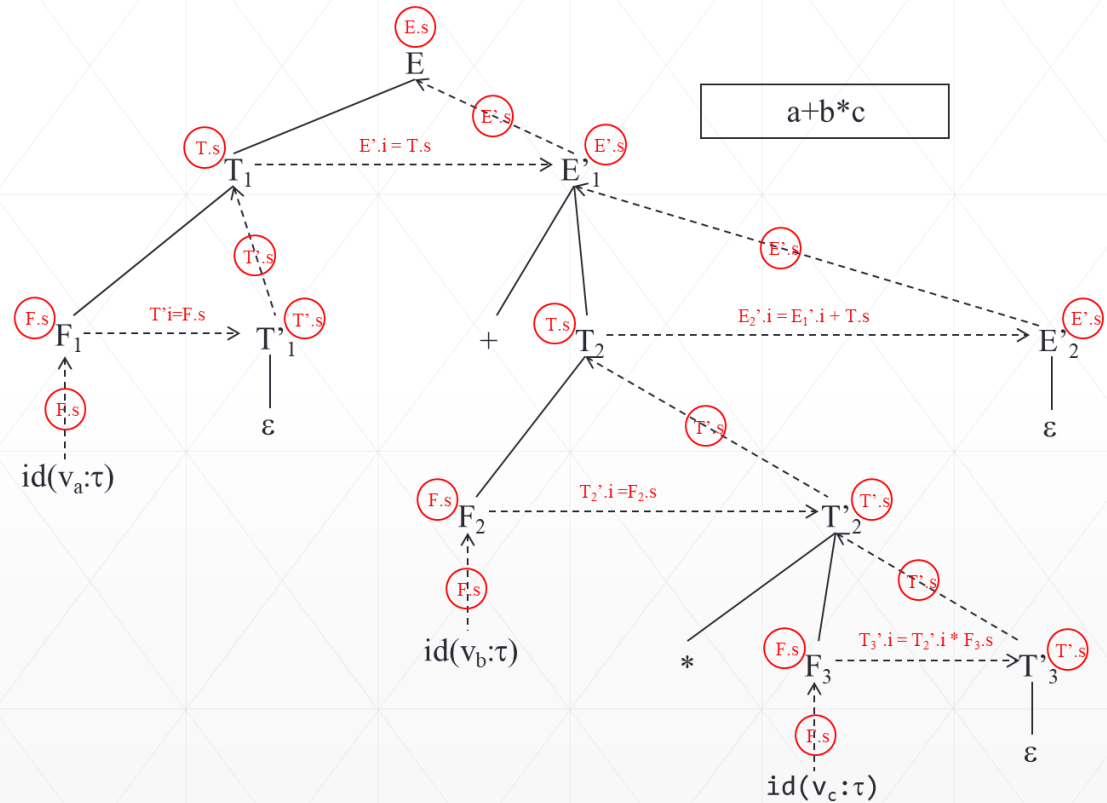 E.s
E
a+b*c
E’.s
T.s
E’.i = T.s
E’.s
T₁
E’₁
T’.s
E’.s
F.s
T’i=F.s
T’.s
T.s
E₂’.i = E₁’.i + T.s
E’.s
F₁
T’₁
+
T₂
E’₂
F.s
T’.s
ε
ε
id(vₐ:τ)
F.s
T₂’.i =F₂.s
T’.s
F₂
T’₂
F.s
T’.s
id(v_b:τ)
*
F.s
T₃’.i = T₂’.i * F₃.s
T’.s
F₃
T’₃
F.s
ε
id(v_c:τ)